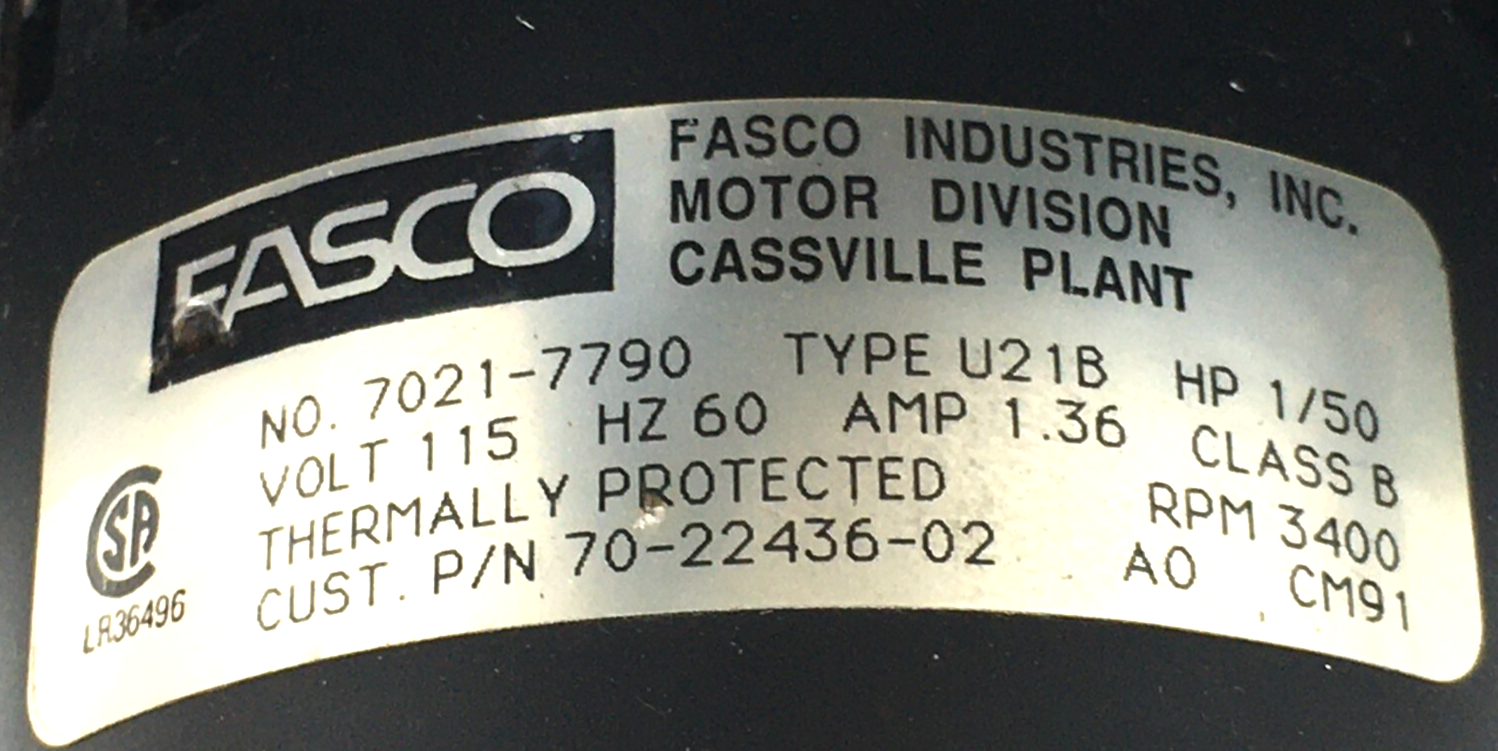 FASCO
FASCO INDUSTRIES, INC.
MOTOR DIVISION
CASSVILLE PLANT
NO. 7021-7790 TYPE U21B HP 1/50
VOLT 115 HZ 60 AMP 1.36 CLASS B
THERMALLY PROTECTED RPM 3400
CUST. P/N 70-22436-02 AO CM91
SA
LR36496